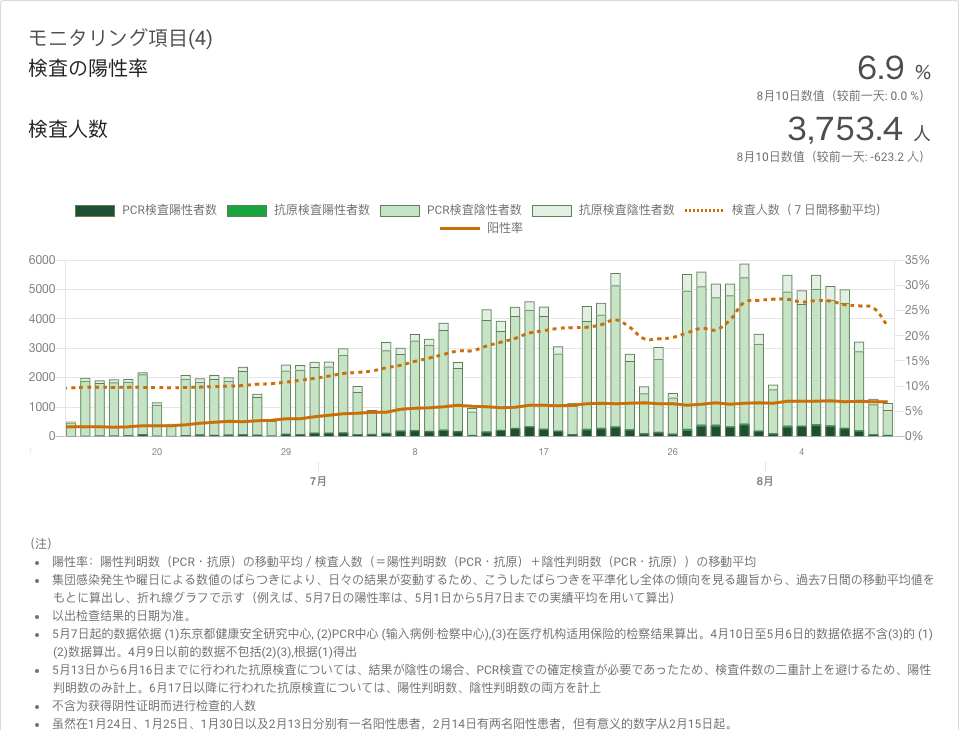 モニタリング項目(4)
検査の陽性率
6.9 %
8月10日数值（较前一天: 0.0 %）
検査人数
3,753.4 人
8月10日数值（较前一天: -623.2 人）
PCR検査陽性者数 抗原検査陽性者数 PCR検査陰性者数 抗原検査陰性者数 検査人数（７日間移動平均）
阳性率
6000 35%
5000 30%
25%
4000
20%
3000
15%
2000
10%
1000
5%
0 0%
20 29 8 17 26 4
7月 8月
（注）
陽性率：陽性判明数（PCR・抗原）の移動平均 / 検査人数（＝陽性判明数（PCR・抗原）＋陰性判明数（PCR・抗原））の移動平均
集団感染発生や曜日による数値のばらつきにより、日々の結果が変動するため、こうしたばらつきを平準化し全体の傾向を見る趣旨から、過去7日間の移動平均値を
もとに算出し、折れ線グラフで示す（例えば、5月7日の陽性率は、5月1日から5月7日までの実績平均を用いて算出）
以出检查结果的日期为准。
5月7日起的数据依据 (1)东京都健康安全研究中心, (2)PCR中心 (输入病例·检察中心),(3)在医疗机构适用保险的检察结果算出。4月10日至5月6日的数据依据不含(3)的 (1)
(2)数据算出。4月9日以前的数据不包括(2)(3),根据(1)得出
5月13日から6月16日までに行われた抗原検査については、結果が陰性の場合、PCR検査での確定検査が必要であったため、検査件数の二重計上を避けるため、陽性
判明数のみ計上。6月17日以降に行われた抗原検査については、陽性判明数、陰性判明数の両方を計上
不含为获得阴性证明而进行检查的人数
虽然在1月24日、1月25日、1月30日以及2月13日分别有一名阳性患者，2月14日有两名阳性患者，但有意义的数字从2月15日起。